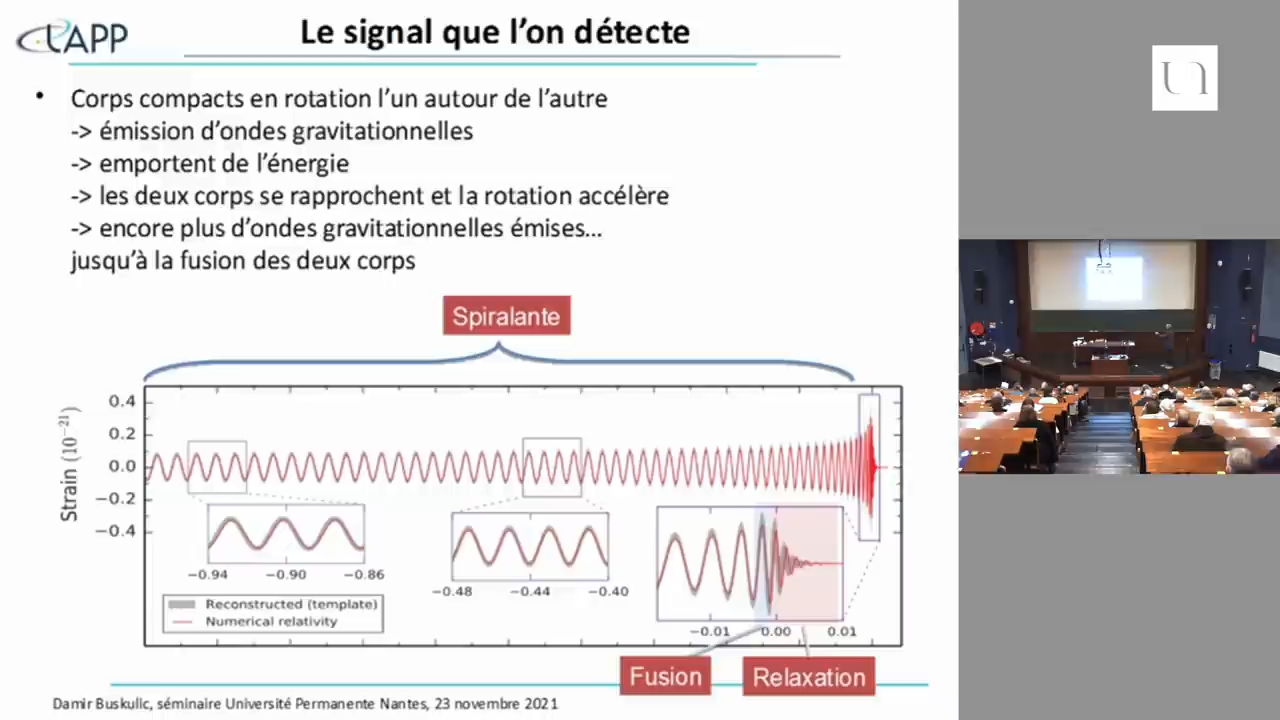 LAPP
Le signal que l’on détecte
• Corps compacts en rotation l’un autour de l’autre
-> émission d’ondes gravitationnelles
-> emportent de l’énergie
-> les deux corps se rapprochent et la rotation accélère
-> encore plus d’ondes gravitationnelles émises...
jusqu’à la fusion des deux corps
Spiralante
Strain (10⁻²¹)
0.4
0.2
0.0
−0.2
−0.4
−0.94 −0.90 −0.86
−0.48 −0.44 −0.40
−0.01 0.00 0.01
Reconstructed (template)
Numerical relativity
Fusion
Relaxation
Damir Buskulic, séminaire Université Permanente Nantes, 23 novembre 2021